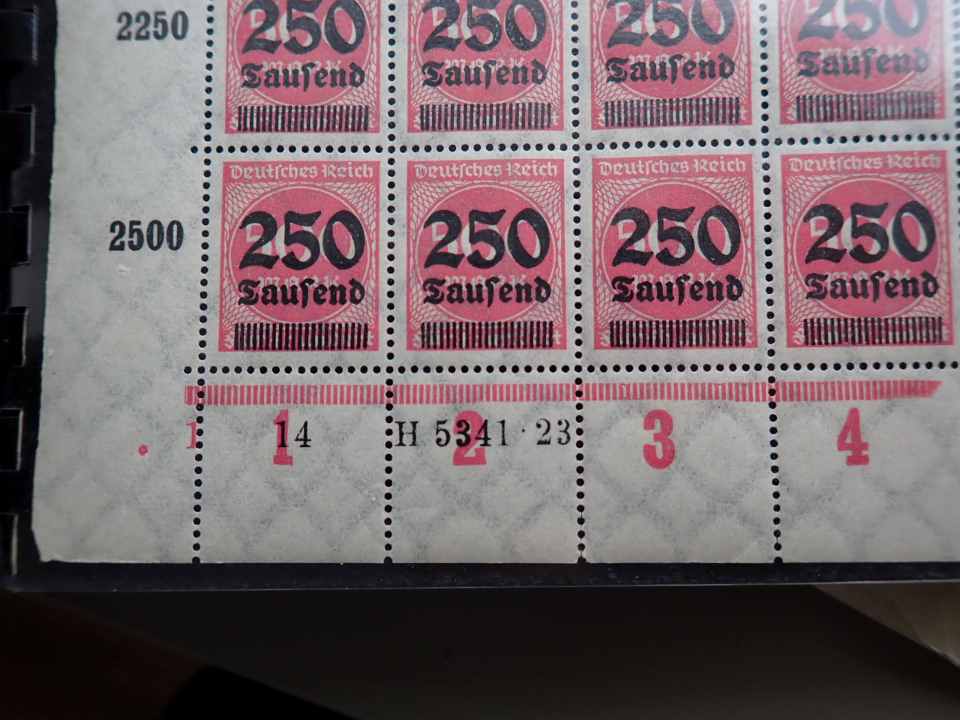 2250 250 250 250 250
Tausend Tausend Tausend Tausend
Deutsches Reich Deutsches Reich Deutsches Reich Deutsches Reich
2500 250 250 250 250
Tausend Tausend Tausend Tausend
1 2 3 4
1 14 H 5341·23